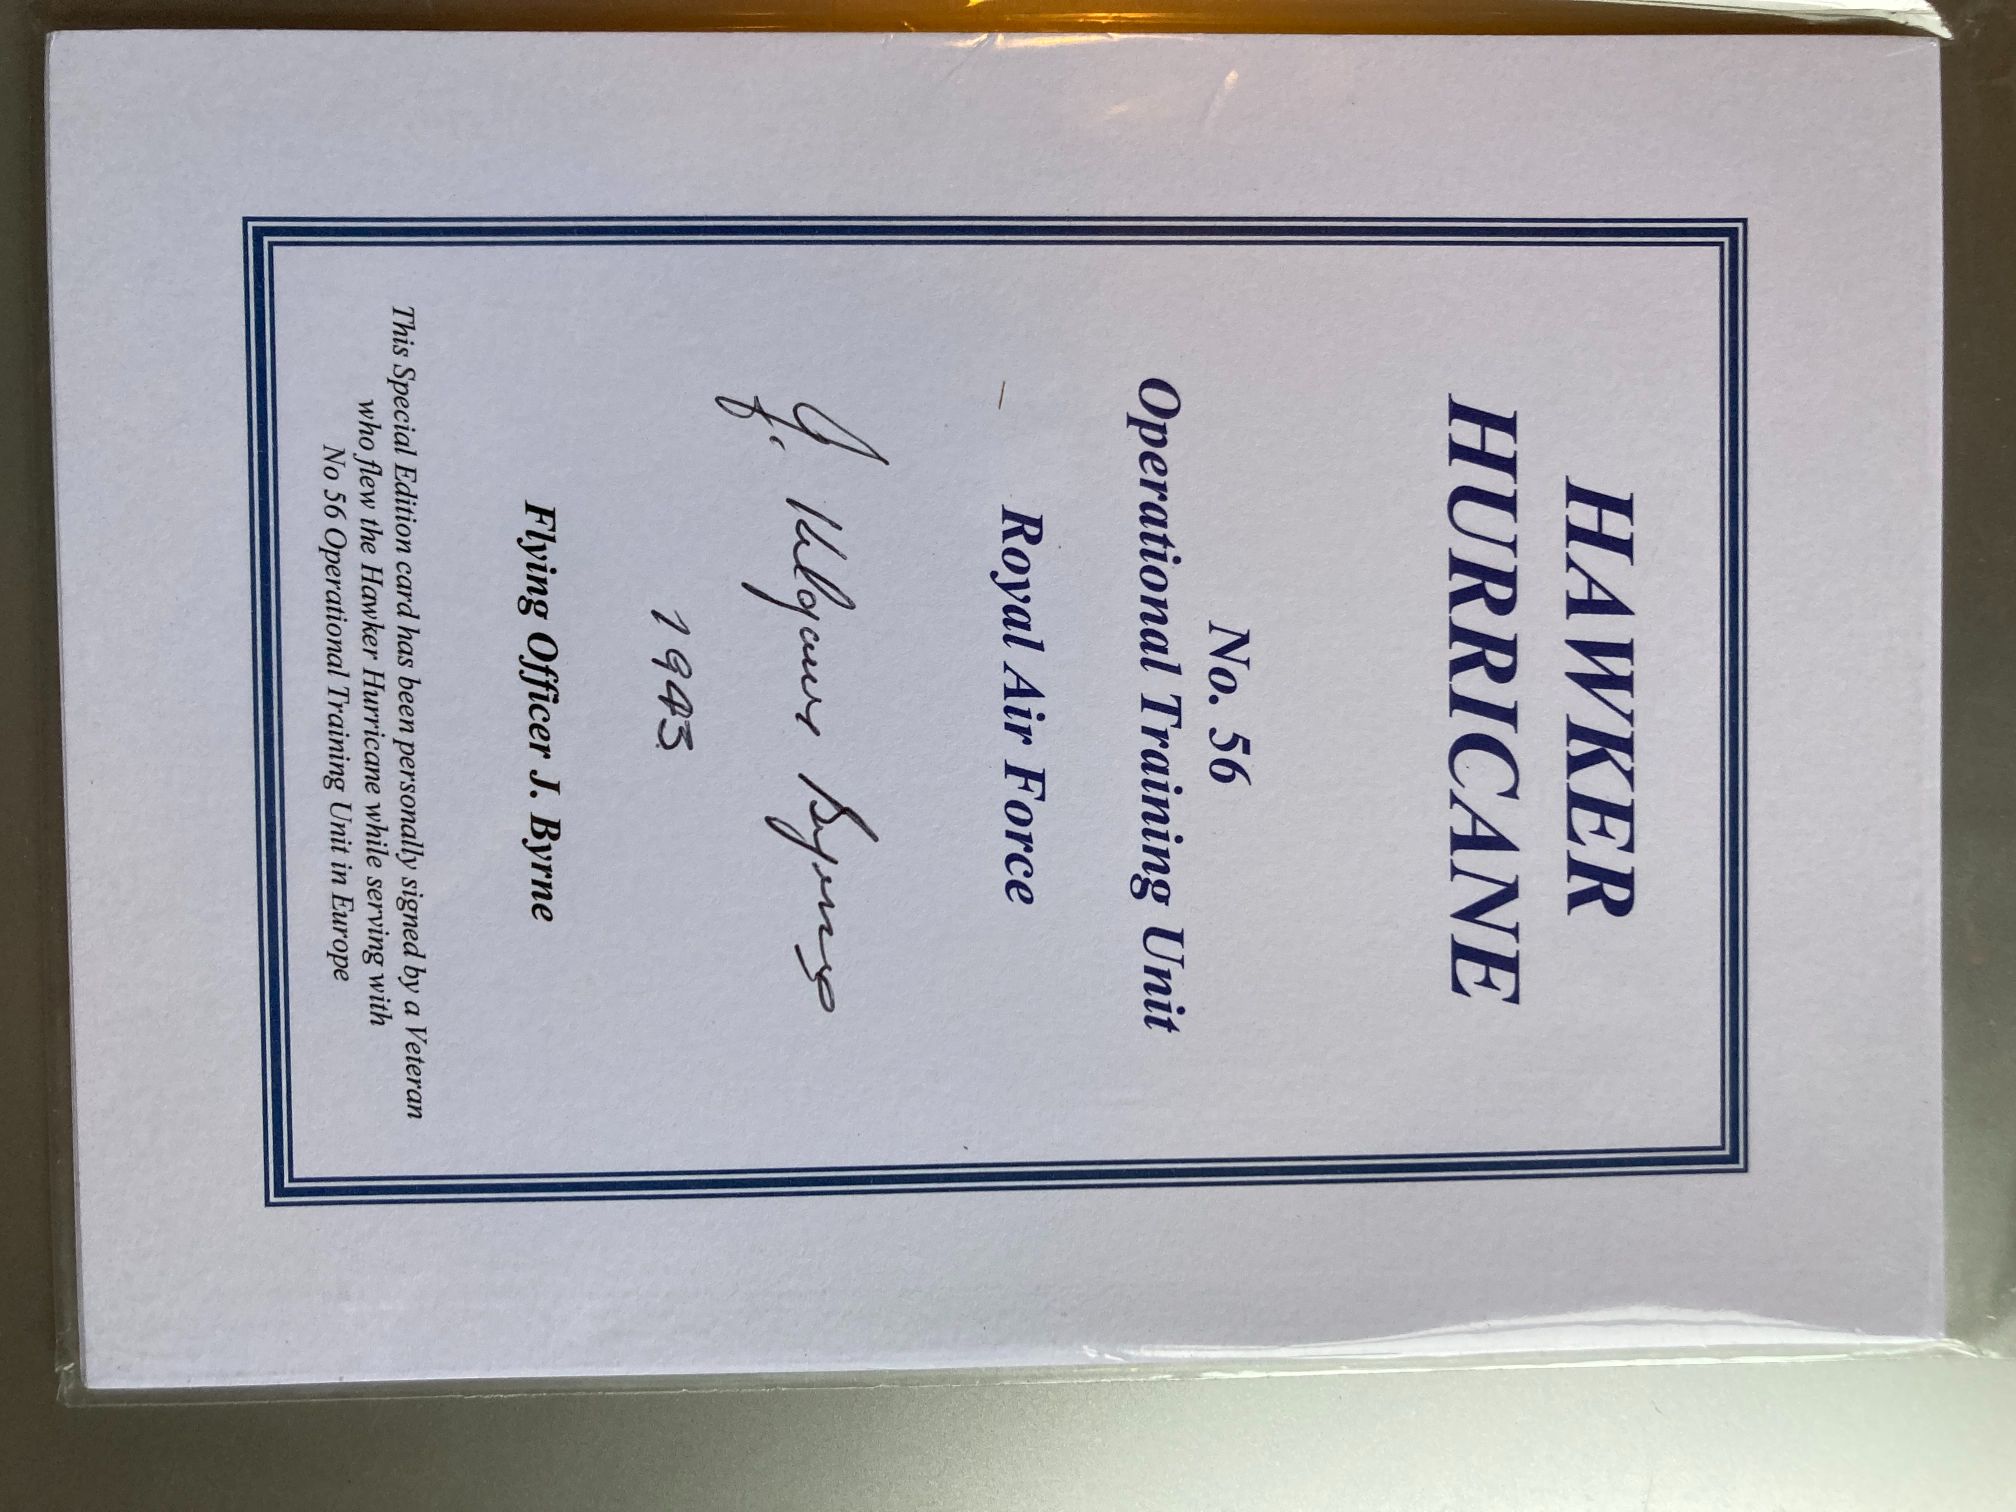 HAWKER
HURRICANE
No. 56
Operational Training Unit
Royal Air Force
J. Byrne
1943
Flying Officer J. Byrne
This Special Edition card has been personally signed by a Veteran
who flew the Hawker Hurricane while serving with
No 56 Operational Training Unit in Europe